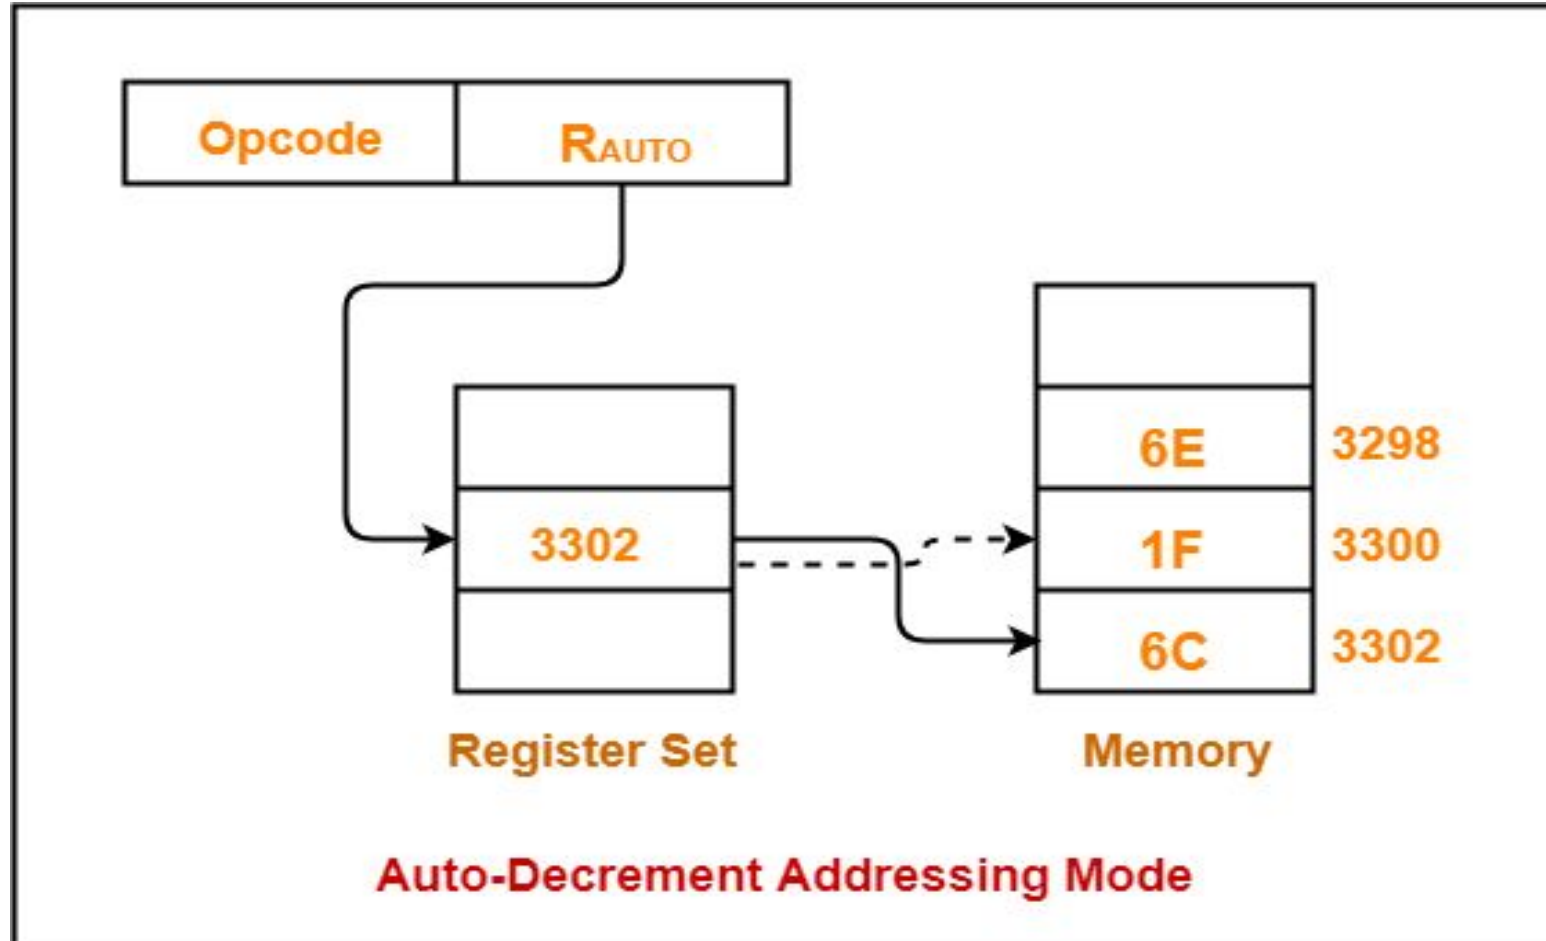 Opcode RAUTO
6E 3298
3302 1F 3300
6C 3302
Register Set Memory
Auto-Decrement Addressing Mode